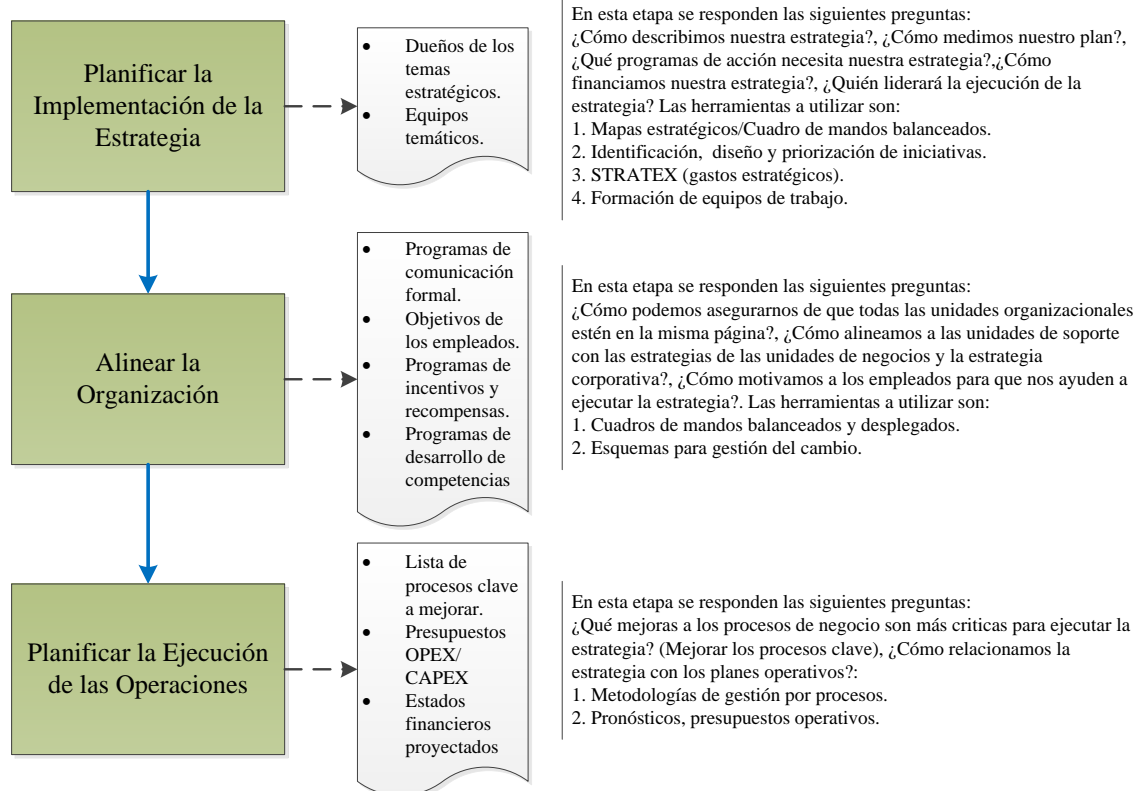 Planificar la
Implementación de la
Estrategia
• Dueños de los
temas
estratégicos.
• Equipos
temáticos.
En esta etapa se responden las siguientes preguntas:
¿Cómo describimos nuestra estrategia?, ¿Cómo medimos nuestro plan?,
¿Qué programas de acción necesita nuestra estrategia?,¿Cómo
financiamos nuestra estrategia?, ¿Quién liderará la ejecución de la
estrategia? Las herramientas a utilizar son:
1. Mapas estratégicos/Cuadro de mandos balanceados.
2. Identificación, diseño y priorización de iniciativas.
3. STRATEX (gastos estratégicos).
4. Formación de equipos de trabajo.
Alinear la
Organización
• Programas de
comunicación
formal.
• Objetivos de
los empleados.
• Programas de
incentivos y
recompensas.
• Programas de
desarrollo de
competencias
En esta etapa se responden las siguientes preguntas:
¿Cómo podemos asegurarnos de que todas las unidades organizacionales
estén en la misma página?, ¿Cómo alineamos a las unidades de soporte
con las estrategias de las unidades de negocios y la estrategia
corporativa?, ¿Cómo motivamos a los empleados para que nos ayuden a
ejecutar la estrategia?. Las herramientas a utilizar son:
1. Cuadros de mandos balanceados y desplegados.
2. Esquemas para gestión del cambio.
Planificar la Ejecución
de las Operaciones
• Lista de
procesos clave
a mejorar.
• Presupuestos
OPEX/
CAPEX
• Estados
financieros
proyectados
En esta etapa se responden las siguientes preguntas:
¿Qué mejoras a los procesos de negocio son más criticas para ejecutar la
estrategia? (Mejorar los procesos clave), ¿Cómo relacionamos la
estrategia con los planes operativos?:
1. Metodologías de gestión por procesos.
2. Pronósticos, presupuestos operativos.